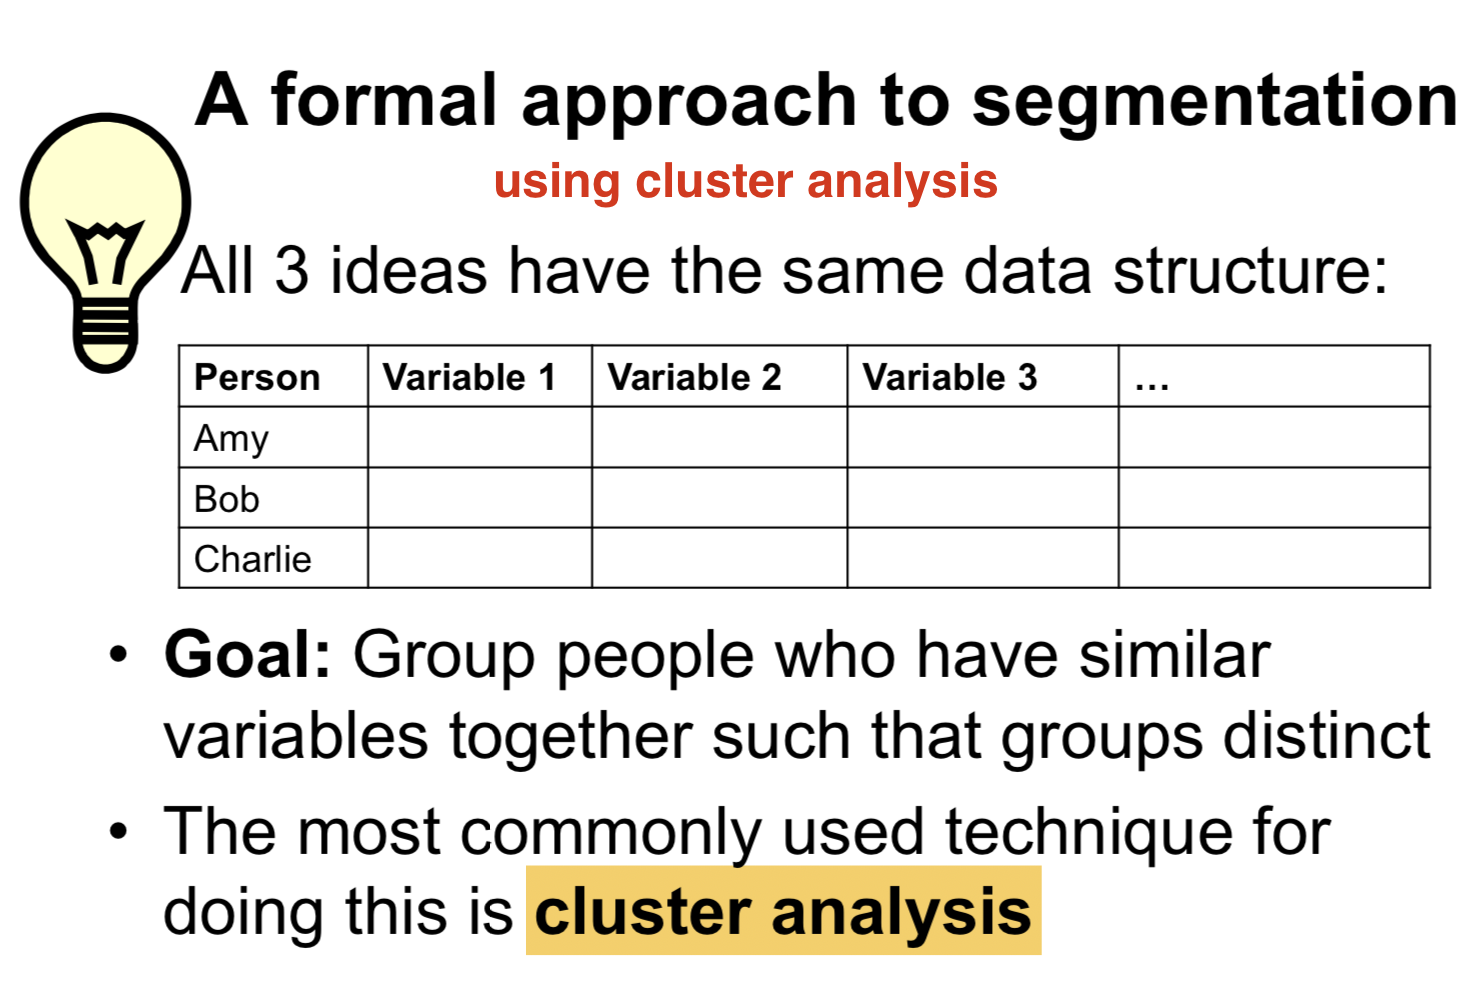 A formal approach to segmentation
using cluster analysis
All 3 ideas have the same data structure:
Person Variable 1 Variable 2 Variable 3 ...
Amy
Bob
Charlie
• Goal: Group people who have similar
variables together such that groups distinct
• The most commonly used technique for
doing this is cluster analysis